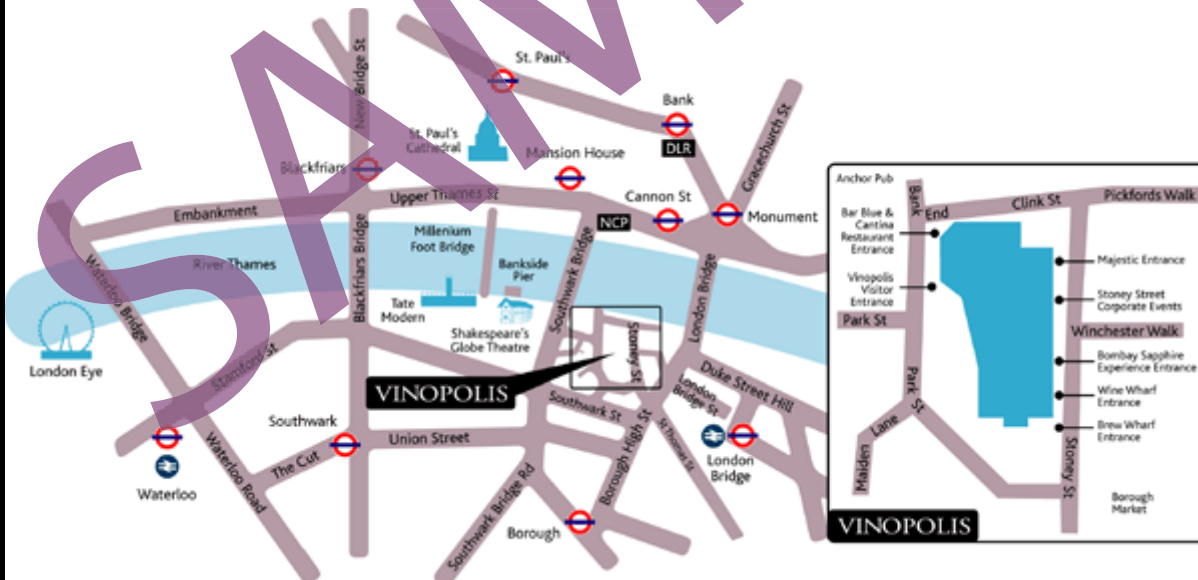 SAM
New Bridge St
St. Paul's
Bank
DLR
Gracechurch St
St. Paul's
Cathedral
Mansion House
Blackfriars
Cannon St
Upper Thames St
NCP
Monument
Embankment
Millenium
Foot Bridge
River Thames
Bankside
Pier
Waterloo Bridge
Blackfriars Bridge
Southwark Bridge
London Bridge
Tate
Modern
Shakespeare's
Globe Theatre
Stoney St
London Eye
Stamford St
VINOPOLIS
Duke Street Hill
London
Bridge St
Southwark St
Southwark
Union Street
Borough High St
St Thomas St
The Cut
Waterloo Road
Waterloo
London
Bridge
Southwark Bridge Rd
Borough
Anchor Pub
Bank
End
Clink St
Pickfords Walk
Bar Blue &
Cantina
Restaurant
Entrance
Majestic Entrance
Vinopolis
Visitor
Entrance
Stoney Street
Corporate Events
Park St
Winchester Walk
Bombay Sapphire
Experience Entrance
Park St
Wine Wharf
Entrance
Maiden Lane
Brew Wharf
Entrance
Stoney St
Borough
Market
VINOPOLIS